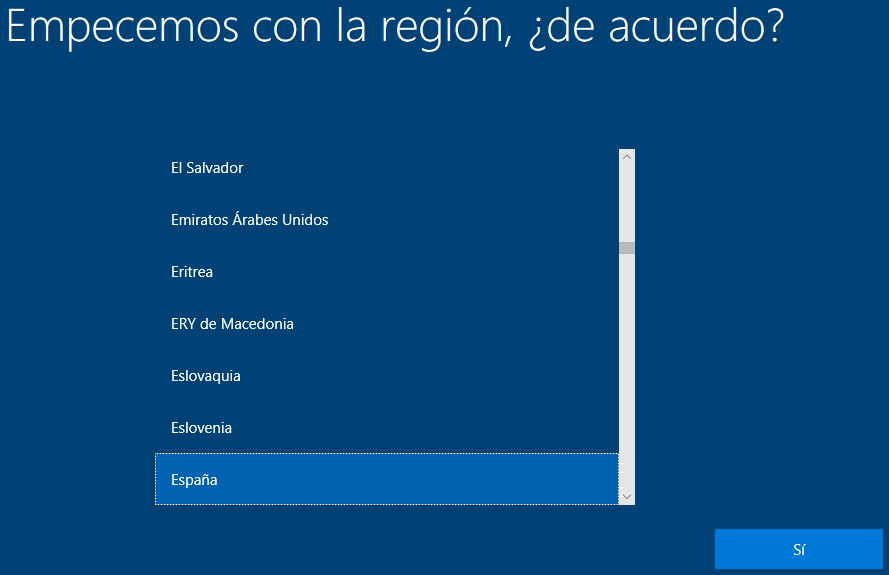 Empecemos con la región, ¿de acuerdo?
El Salvador
Emiratos Árabes Unidos
Eritrea
ERY de Macedonia
Eslovaquia
Eslovenia
España
Sí